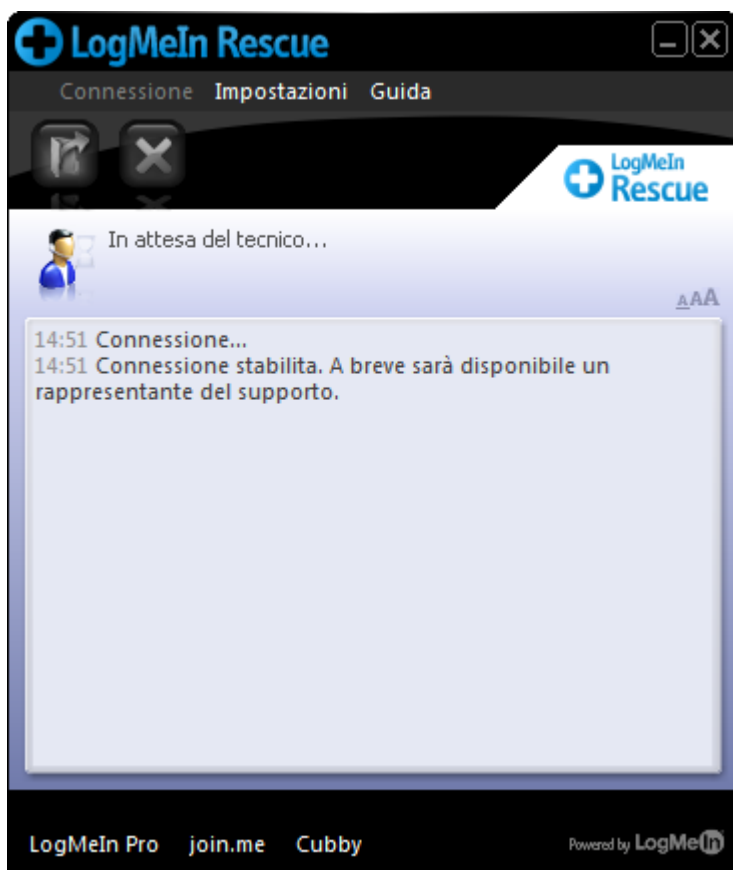 LogMeIn Rescue
Connessione Impostazioni Guida
LogMeIn
Rescue
In attesa del tecnico...
AAA
14:51 Connessione...
14:51 Connessione stabilita. A breve sarà disponibile un
rappresentante del supporto.
LogMeIn Pro join.me Cubby
Powered by LogMeIn